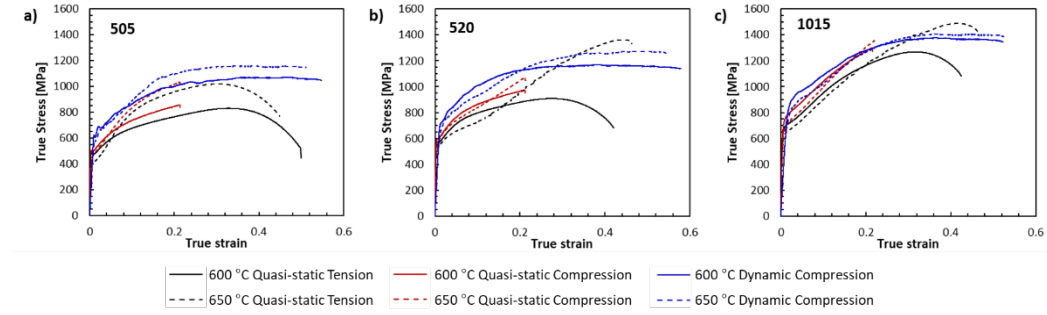 a) 505
1600
1400
1200
1000
800
600
400
200
0
True Stress [MPa]
0 0.2 0.4 0.6
True strain
b) 520
1600
1400
1200
1000
800
600
400
200
0
True Stress [MPa]
0 0.2 0.4 0.6
True strain
c) 1015
1600
1400
1200
1000
800
600
400
200
0
True Stress [MPa]
0 0.2 0.4 0.6
True strain
600 °C Quasi-static Tension
600 °C Quasi-static Compression
600 °C Dynamic Compression
650 °C Quasi-static Tension
650 °C Quasi-static Compression
650 °C Dynamic Compression